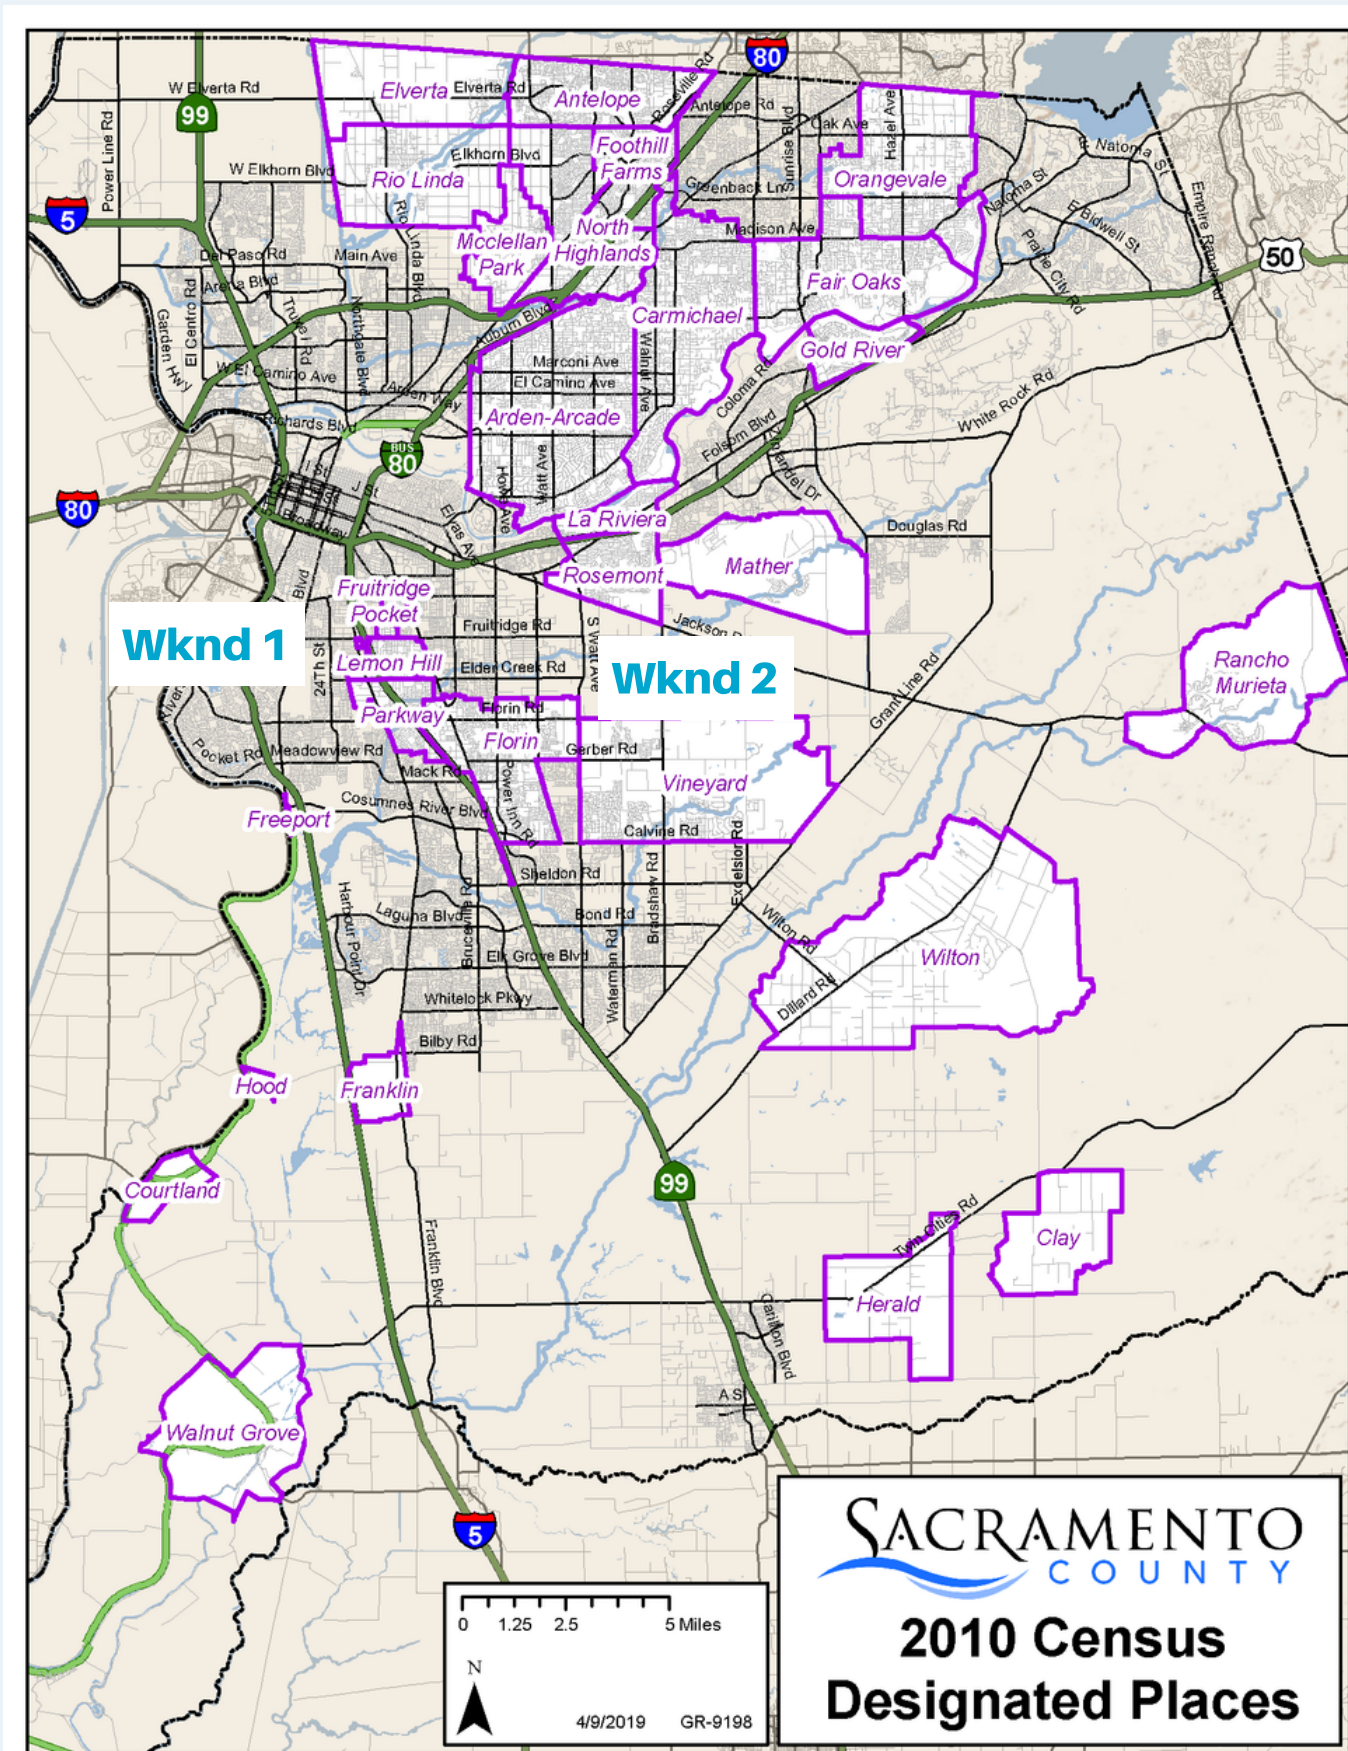 80
W Elverta Rd
Elverta
Elverta Rd
Antelope
Roseville Rd
Antelope Rd
99
Power Line Rd
Oak Ave
Hazel Ave
Sunrise Blvd
Foothill
Farms
Elkhorn Blvd
W Elkhorn Blvd
Rio Linda
Greenback Ln
Orangevale
E Natoma St
Natoma St
Empire Ranch Rd
5
Rio Linda Blvd
North
Highlands
Mcclellan
Park
Madison Ave
E Bidwell St
Prairie City Rd
50
Del Paso Rd
Main Ave
Arena Blvd
Fair Oaks
Garden Hwy
El Centro Rd
Truxel Rd
Northgate Blvd
Auburn Blvd
Carmichael
Gold River
Marconi Ave
El Camino Ave
Walnut Ave
W El Camino Ave
Arden Way
Coloma Rd
White Rock Rd
Arden-Arcade
Richards Blvd
Folsom Blvd
Zinfandel Dr
BUS
80
I St
J St
Howe Ave
Watt Ave
80
Broadway
Elvas Ave
La Riviera
Douglas Rd
Mather
Rosemont
Fruitridge
Pocket
Blvd
Wknd 1
Fruitridge Rd
S Watt Ave
Jackson
24TH St
Lemon Hill
Elder Creek Rd
Wknd 2
Rancho
Murieta
Grant Line Rd
Florin Rd
Parkway
Florin
Gerber Rd
Pocket Rd
Meadowview Rd
Mack Rd
Power Inn Rd
Vineyard
Cosumnes River Blvd
Freeport
Calvine Rd
Excelsior Rd
Sheldon Rd
Bradshaw Rd
Harbour Point Dr
Laguna Blvd
Bruceville Rd
Bond Rd
Wilton Rd
Elk Grove Blvd
Waterman Rd
Wilton
Dillard Rd
Whitelock Pkwy
Bilby Rd
Hood
Franklin
Courtland
99
Franklin Blvd
Twin Cities Rd
Clay
Herald
Carillon Blvd
A S
Walnut Grove
5
SACRAMENTO
COUNTY
2010 Census
Designated Places
0 1.25 2.5 5 Miles
N
4/9/2019 GR-9198